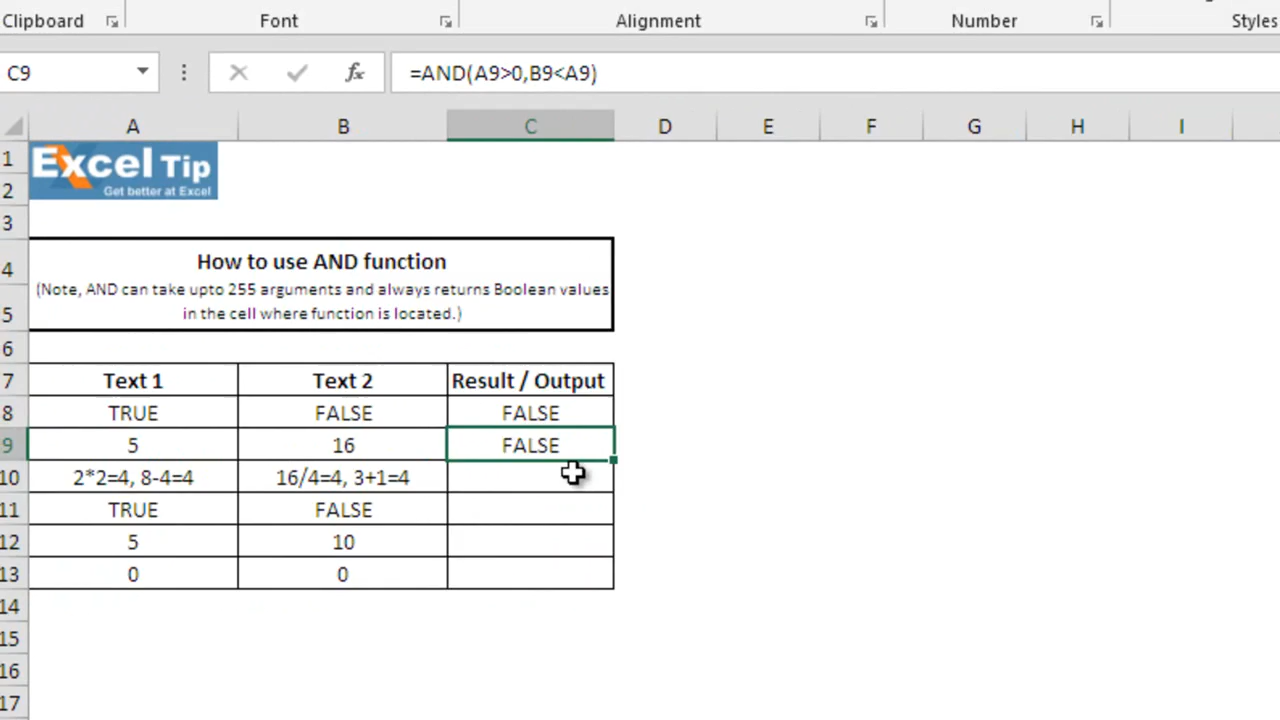 Clipboard Font Alignment Number Styles
C9 fx =AND(A9>0,B9<A9)
A B C D E F G H I
1 Excel Tip
2 Get better at Excel
3
4 How to use AND function
(Note, AND can take upto 255 arguments and always returns Boolean values
5 in the cell where function is located.)
6
7 Text 1 Text 2 Result / Output
8 TRUE FALSE FALSE
9 5 16 FALSE
10 2*2=4, 8-4=4 16/4=4, 3+1=4
11 TRUE FALSE
12 5 10
13 0 0
14
15
16
17